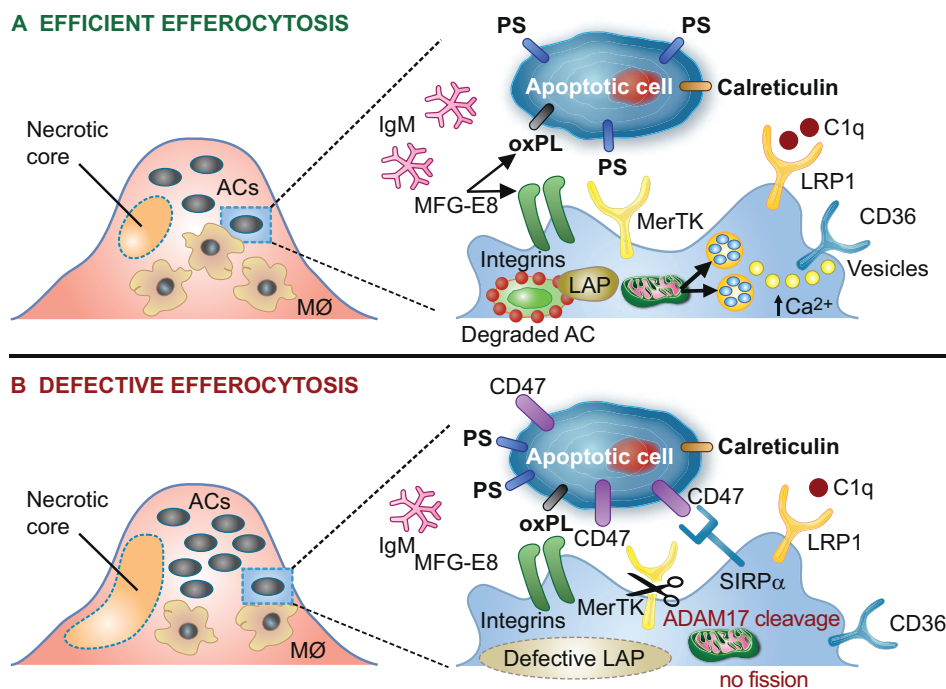 A EFFICIENT EFFEROCYTOSIS
PS
PS
Apoptotic cell
Calreticulin
Necrotic
core
IgM
ACs
oxPL
PS
C1q
LRP1
MFG-E8
MerTK
CD36
Integrins
Vesicles
LAP
MØ
Ca2+
Degraded AC
B DEFECTIVE EFFEROCYTOSIS
CD47
PS
Apoptotic cell
Calreticulin
PS
CD47
C1q
Necrotic
core
ACs
oxPL
CD47
IgM
MFG-E8
LRP1
SIRPα
MerTK
Integrins
ADAM17 cleavage
CD36
MØ
Defective LAP
no fission